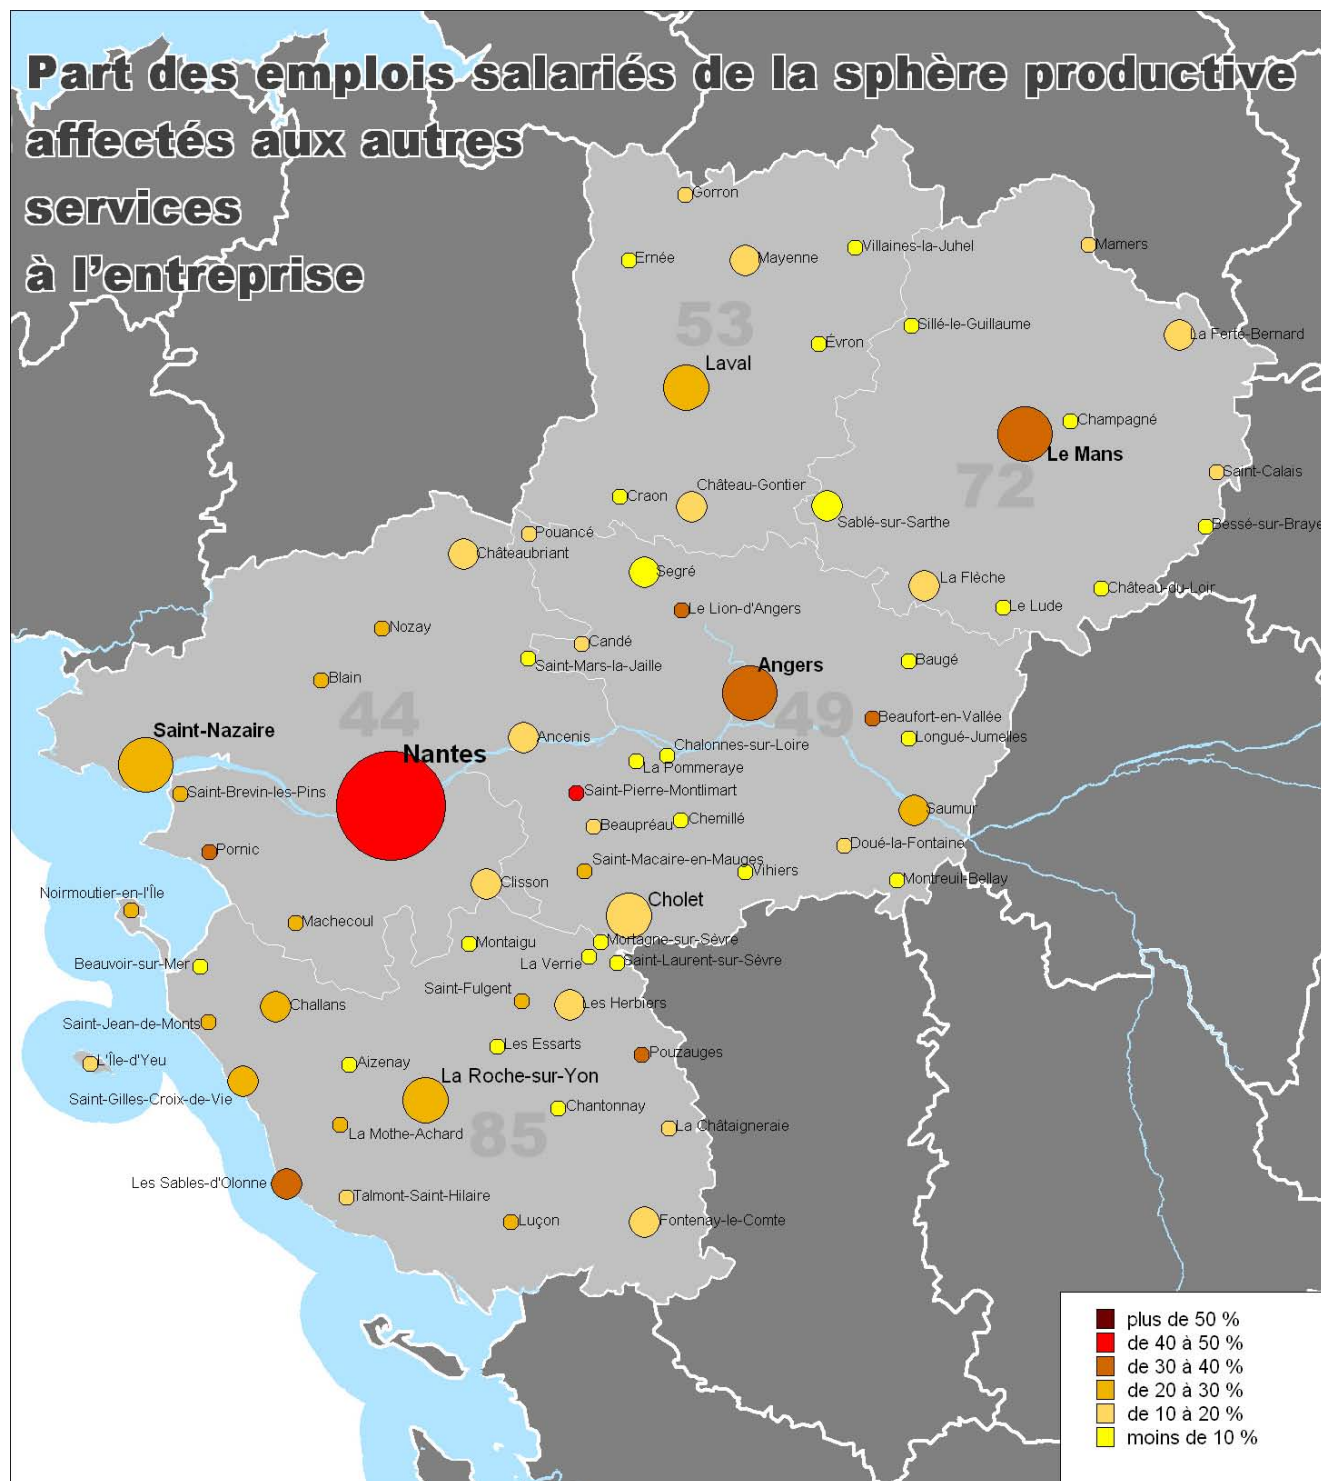 Part des emplois salariés de la sphère productive
affectés aux autres
services
à l'entreprise
Gorron
Ernée
Mayenne
Villaines-la-Juhel
Mamers
53
Sillé-le-Guillaume
La Ferté-Bernard
Évron
Laval
Champagné
Le Mans
72
Saint-Calais
Château-Gontier
Craon
Sablé-sur-Sarthe
Bessé-sur-Braye
Pouancé
Châteaubriant
Segré
La Flèche
Château-du-Loir
Le Lude
Le Lion-d'Angers
Nozay
Candé
Saint-Mars-la-Jaille
Baugé
Angers
Blain
44
49
Beaufort-en-Vallée
Saint-Nazaire
Ancenis
Longué-Jumelles
Nantes
Chalonnes-sur-Loire
La Pommeraye
Saint-Brevin-les-Pins
Saint-Pierre-Montlimart
Saumur
Beaupréau
Chemillé
Doué-la-Fontaine
Pornic
Saint-Macaire-en-Mauges
Vihiers
Montreuil-Bellay
Clisson
Noirmoutier-en-l'Île
Cholet
Machecoul
Montaigu
Mortagne-sur-Sèvre
La Verrie
Saint-Laurent-sur-Sèvre
Beauvoir-sur-Mer
Saint-Fulgent
Challans
Les Herbiers
Saint-Jean-de-Monts
Les Essarts
Pouzauges
L'Île-d'Yeu
Aizenay
La Roche-sur-Yon
Saint-Gilles-Croix-de-Vie
Chantonnay
La Mothe-Achard
85
La Châtaigneraie
Les Sables-d'Olonne
Talmont-Saint-Hilaire
Luçon
Fontenay-le-Comte
plus de 50 %
de 40 à 50 %
de 30 à 40 %
de 20 à 30 %
de 10 à 20 %
moins de 10 %